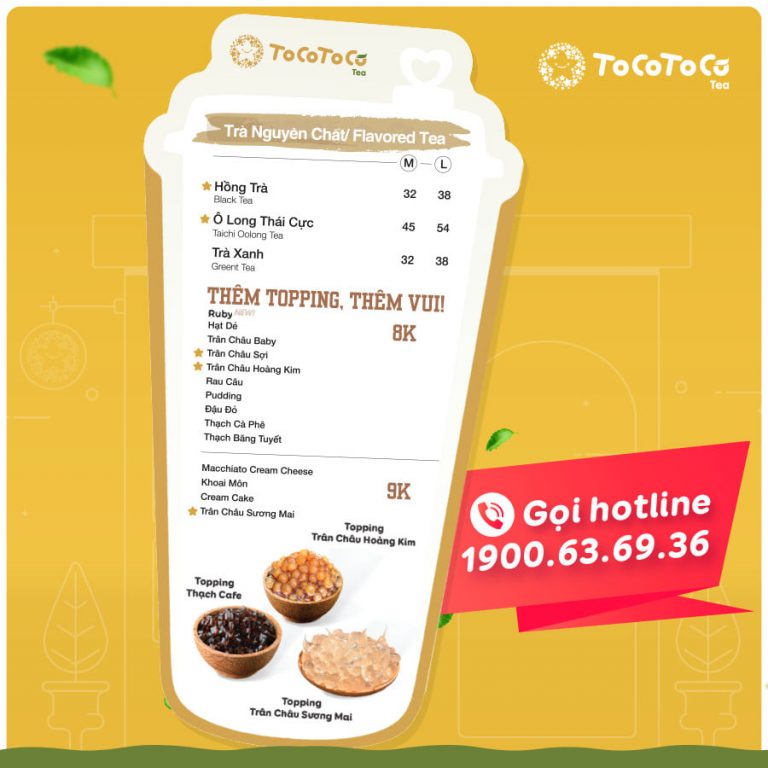 ToCoToCo
Tea
ToCoToCo
Tea
Trà Nguyên Chất/ Flavored Tea
M L
Hồng Trà 32 38
Black Tea
Ô Long Thái Cực 45 54
Taichi Oolong Tea
Trà Xanh 32 38
Greent Tea
THÊM TOPPING, THÊM VUI!
Ruby NEW!
Hạt Dẻ 8K
Trân Châu Baby
Trân Châu Sợi
Trân Châu Hoàng Kim
Rau Câu
Pudding
Đậu Đỏ
Thạch Cà Phê
Thạch Băng Tuyết
Macchiato Cream Cheese
Khoai Môn 9K
Cream Cake
Trân Châu Sương Mai
Topping
Trân Châu Hoàng Kim
Topping
Thạch Cafe
Topping
Trân Châu Sương Mai
Gọi hotline
1900.63.69.36